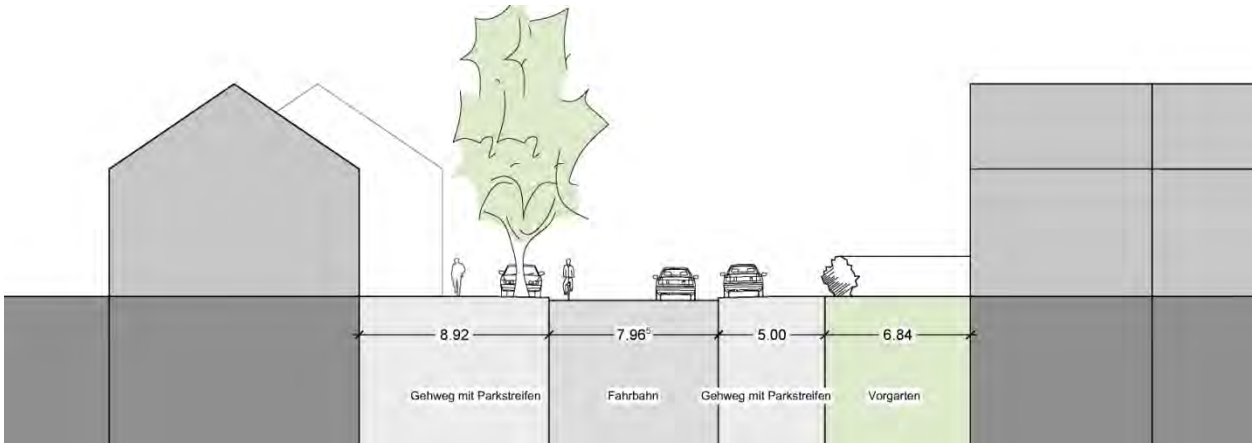 8.92 7.96⁵ 5.00 6.84
Gehweg mit Parkstreifen Fahrbahn Gehweg mit Parkstreifen Vorgarten